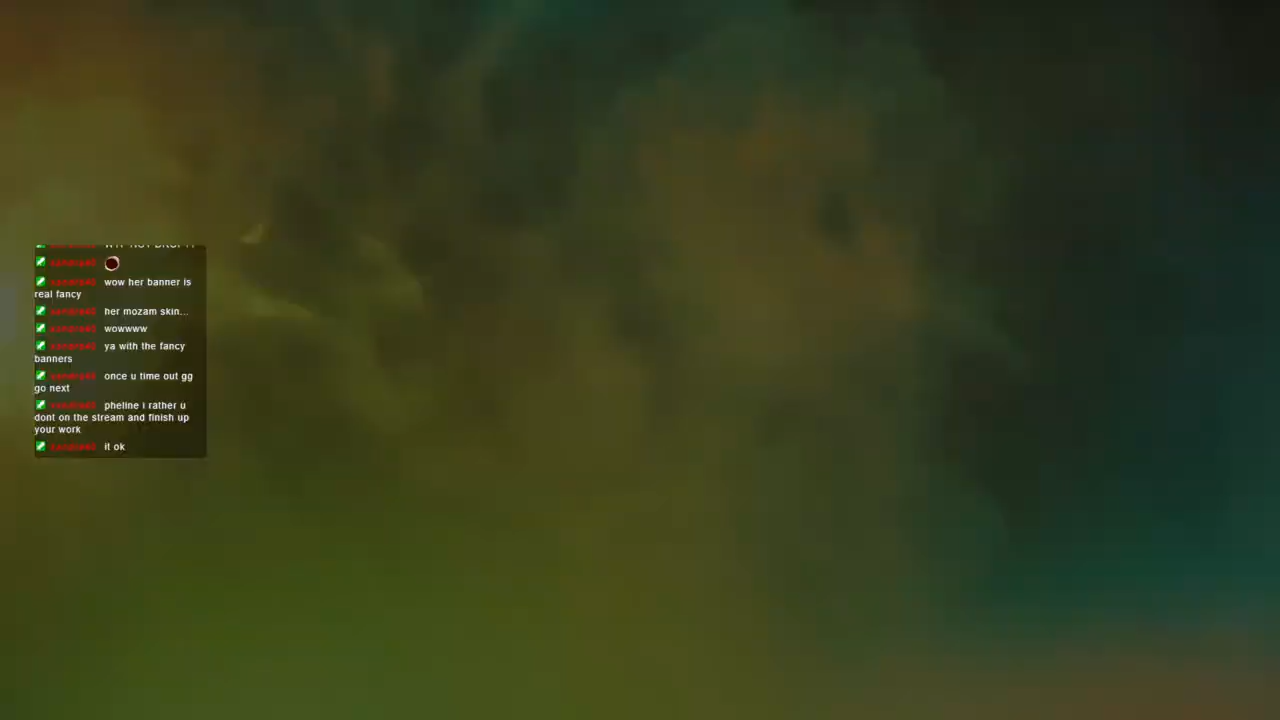 wow her banner is
real fancy
her mozam skin...
wowwww
ya with the fancy
banners
once u time out gg
go next
pheline i rather u
dont on the stream and finish up
your work
it ok